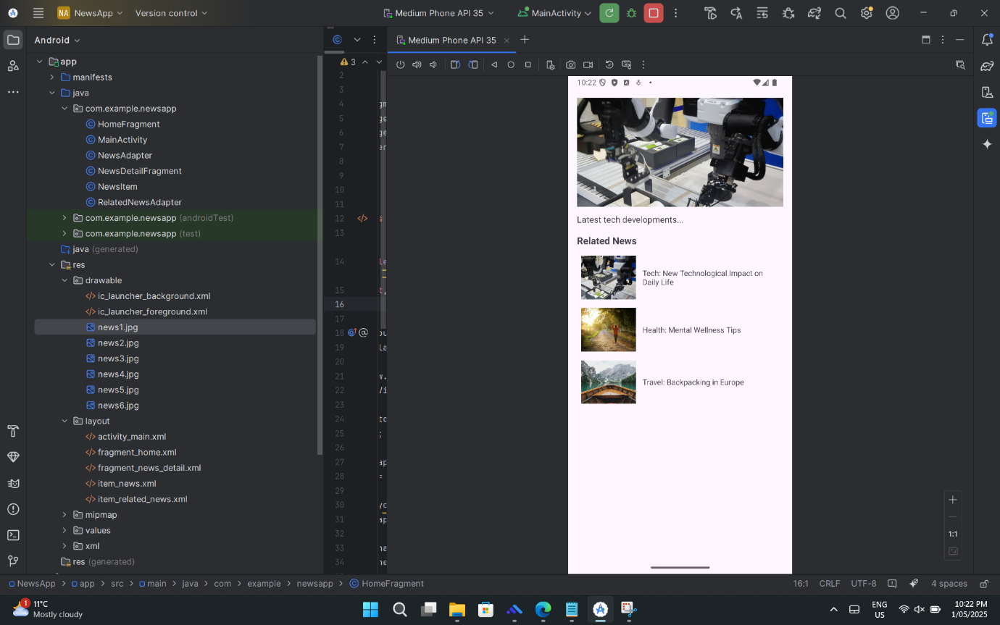 NA NewsApp Version control Medium Phone API 35 MainActivity
Android
app
manifests
java
com.example.newsapp
HomeFragment
MainActivity
NewsAdapter
NewsDetailFragment
NewsItem
RelatedNewsAdapter
com.example.newsapp (androidTest)
com.example.newsapp (test)
java (generated)
res
drawable
ic_launcher_background.xml
ic_launcher_foreground.xml
news1.jpg
news2.jpg
news3.jpg
news4.jpg
news5.jpg
news6.jpg
layout
activity_main.xml
fragment_home.xml
fragment_news_detail.xml
item_news.xml
item_related_news.xml
mipmap
values
xml
res (generated)
3
2
3
4
5
6
7
8
9
10
11
12
13
14
15
16
17
18
19
20
21
22
23
24
25
26
27
28
29
30
31
32
33
34
Medium Phone API 35
10:22
Latest tech developments...
Related News
Tech: New Technological Impact on
Daily Life
Health: Mental Wellness Tips
Travel: Backpacking in Europe
1:1
NewsApp > app > src > main > java > com > example > newsapp > HomeFragment
16:1 CRLF UTF-8 4 spaces
1
11°C
Mostly cloudy
ENG
US
10:22 PM
1/05/2025